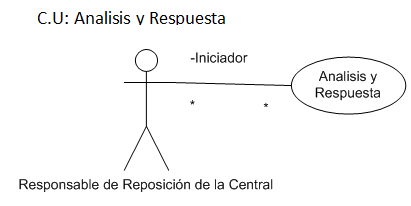 C.U: Analisis y Respuesta
-Iniciador
Analisis y
Respuesta
* *
Responsable de Reposición de la Central